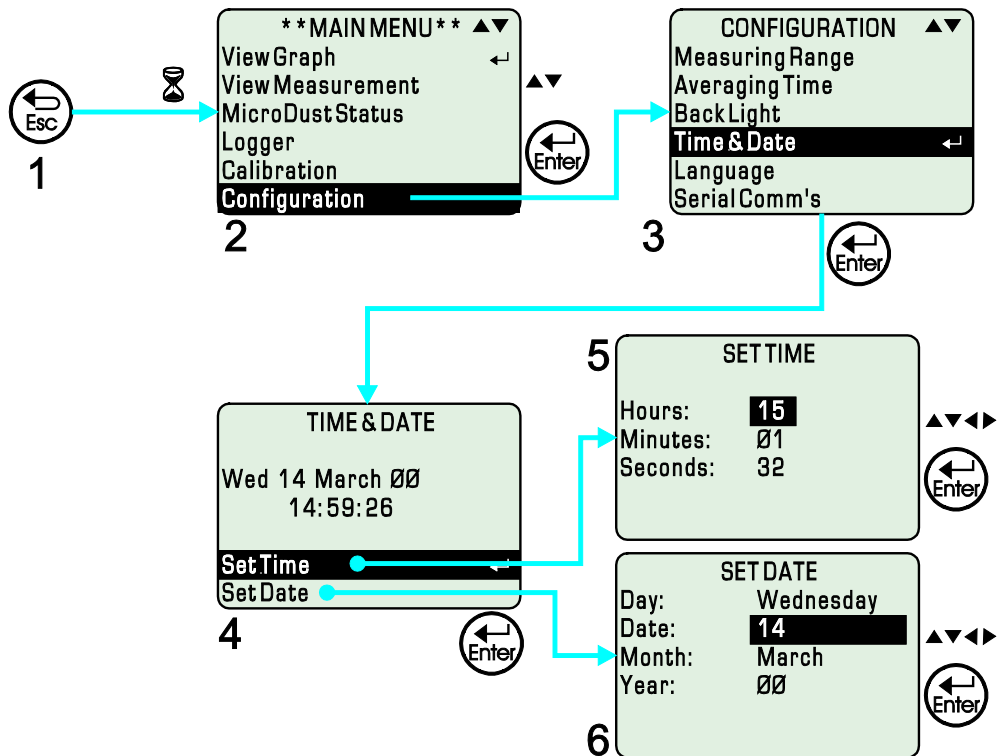 Esc
1
**MAIN MENU** ▲▼
View Graph ↵
View Measurement
MicroDust Status
Logger
Calibration
Configuration
▲▼
Enter
2
CONFIGURATION ▲▼
Measuring Range
Averaging Time
Back Light
Time & Date ↵
Language
Serial Comm's
3
Enter
TIME & DATE
Wed 14 March ØØ
14:59:26
Set Time ↵
Set Date
4
Enter
5
SET TIME
Hours: 15
Minutes: Ø1
Seconds: 32
▲▼◀▶
Enter
SET DATE
Day: Wednesday
Date: 14
Month: March
Year: ØØ
▲▼◀▶
Enter
6